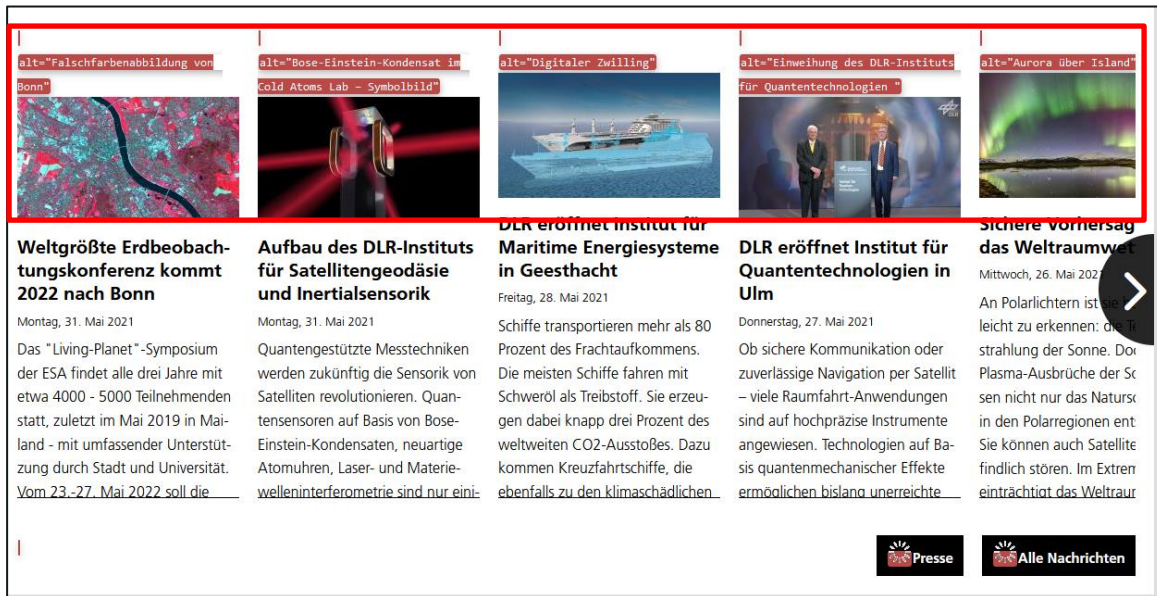 alt="Falschfarbenabbildung von
Bonn"
Weltgrößte Erdbeobach-
tungskonferenz kommt
2022 nach Bonn
Montag, 31. Mai 2021
Das "Living-Planet"-Symposium
der ESA findet alle drei Jahre mit
etwa 4000 - 5000 Teilnehmenden
statt, zuletzt im Mai 2019 in Mai-
land - mit umfassender Unterstüt-
zung durch Stadt und Universität.
Vom 23.-27. Mai 2022 soll die
alt="Bose-Einstein-Kondensat im
Cold Atoms Lab – Symbolbild"
Aufbau des DLR-Instituts
für Satellitengeodäsie
und Inertialsensorik
Montag, 31. Mai 2021
Quantengestützte Messtechniken
werden zukünftig die Sensorik von
Satelliten revolutionieren. Quan-
tensensoren auf Basis von Bose-
Einstein-Kondensaten, neuartige
Atomuhren, Laser- und Materie-
welleninterferometrie sind nur eini-
alt="Digitaler Zwilling"
DLR eröffnet Institut für
Maritime Energiesysteme
in Geesthacht
Freitag, 28. Mai 2021
Schiffe transportieren mehr als 80
Prozent des Frachtaufkommens.
Die meisten Schiffe fahren mit
Schweröl als Treibstoff. Sie erzeu-
gen dabei knapp drei Prozent des
weltweiten CO2-Ausstoßes. Dazu
kommen Kreuzfahrtschiffe, die
ebenfalls zu den klimaschädlichen
alt="Einweihung des DLR-Instituts
für Quantentechnologien "
DLR
DLR eröffnet Institut für
Quantentechnologien in
Ulm
Donnerstag, 27. Mai 2021
Ob sichere Kommunikation oder
zuverlässige Navigation per Satellit
– viele Raumfahrt-Anwendungen
sind auf hochpräzise Instrumente
angewiesen. Technologien auf Ba-
sis quantenmechanischer Effekte
ermöglichen bislang unerreichte
alt="Aurora über Island"
Sichere Vorhersag
das Weltraumwet
Mittwoch, 26. Mai 202
An Polarlichtern ist sie
leicht zu erkennen: die
strahlung der Sonne. Doc
Plasma-Ausbrüche der So
sen nicht nur das Naturso
in den Polarregionen ent
Sie können auch Satellite
findlich stören. Im Extrem
einträchtigt das Weltraur
Presse
Alle Nachrichten